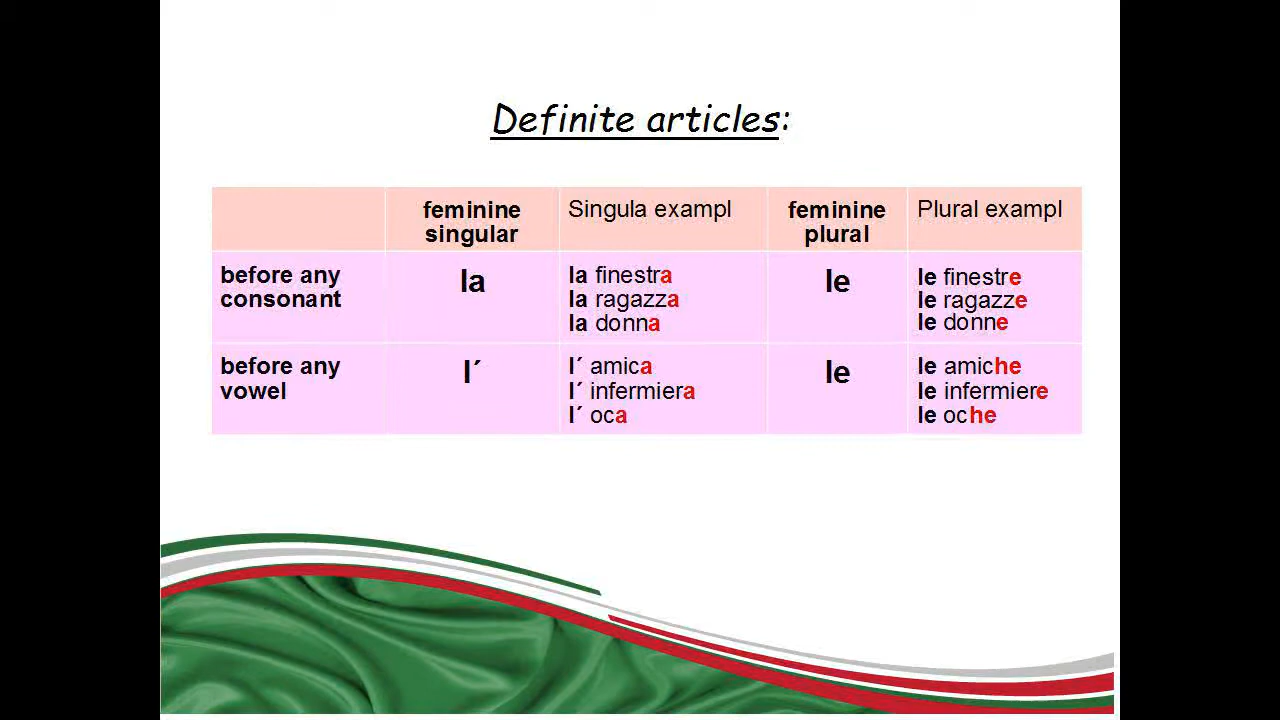 Definite articles:
feminine singular Singula exampl feminine plural Plural exampl
before any consonant la la finestra le le finestre
la ragazza le ragazze
la donna le donne
before any vowel l´ l´ amica le le amiche
l´ infermiera le infermiere
l´ oca le oche